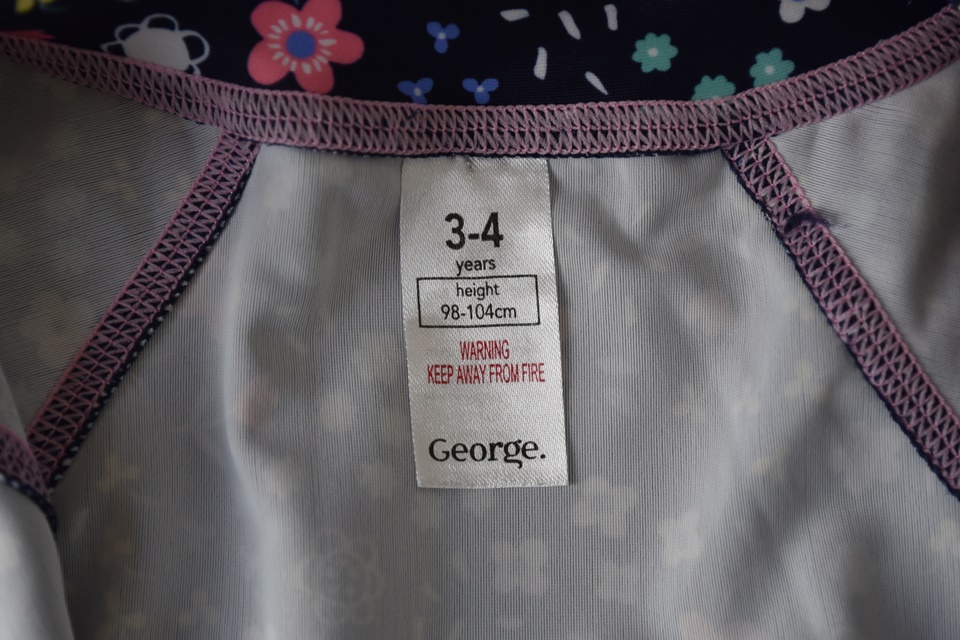 3-4
years
height
98-104cm
WARNING
KEEP AWAY FROM FIRE
George.